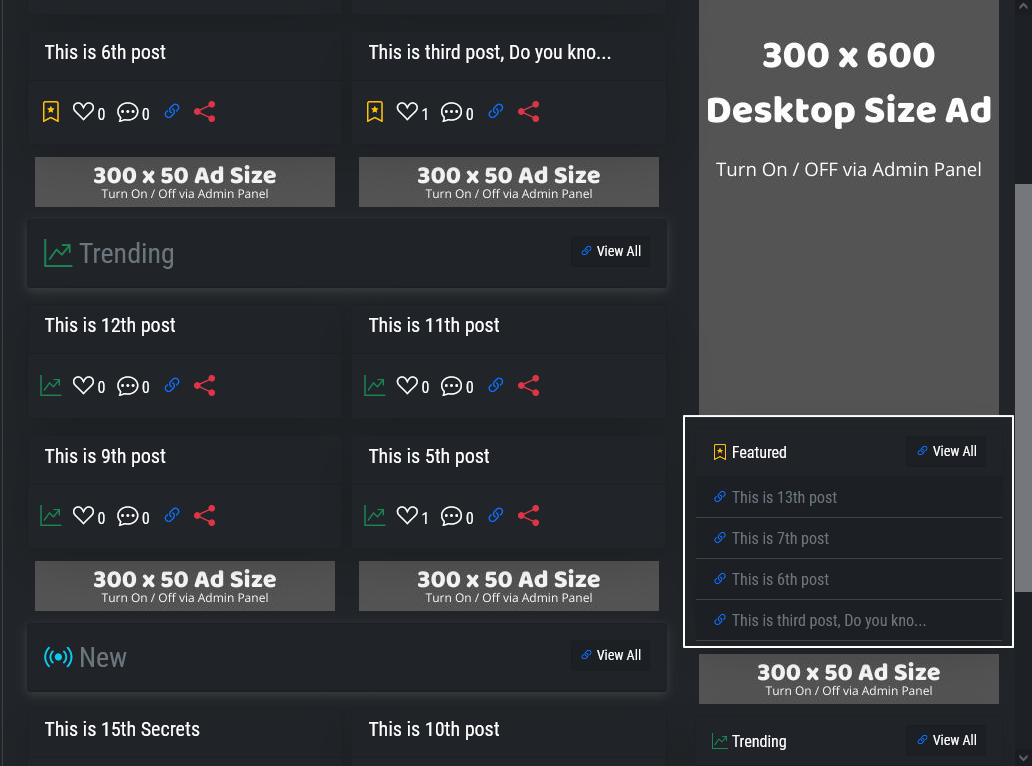 This is 6th post
This is third post, Do you kno...
0 0
1 0
300 x 50 Ad Size
Turn On / Off via Admin Panel
300 x 50 Ad Size
Turn On / Off via Admin Panel
Trending
View All
This is 12th post
This is 11th post
0 0
0 0
This is 9th post
This is 5th post
0 0
1 0
300 x 50 Ad Size
Turn On / Off via Admin Panel
300 x 50 Ad Size
Turn On / Off via Admin Panel
New
View All
This is 15th Secrets
This is 10th post
300 x 600
Desktop Size Ad
Turn On / OFF via Admin Panel
Featured
View All
This is 13th post
This is 7th post
This is 6th post
This is third post, Do you kno...
300 x 50 Ad Size
Turn On / Off via Admin Panel
Trending
View All